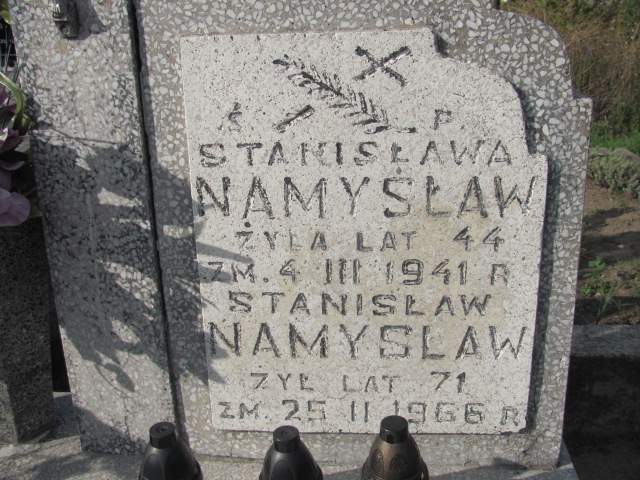 Ś P
STANISŁAWA
NAMYSŁAW
ŻYŁA LAT 44
ZM. 4 III 1941 R
STANISŁAW
NAMYSŁAW
ŻYŁ LAT 71
ZM. 25 II 1966 R